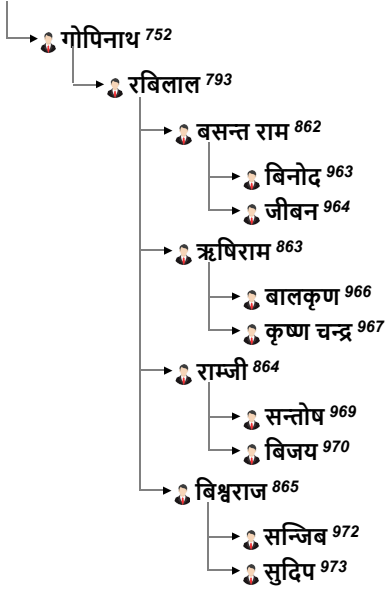 गोपिनाथ 752
रबिलाल 793
बसन्त राम 862
बिनोद 963
जीबन 964
ऋषिराम 863
बालकृण 966
कृष्ण चन्द्र 967
राम्जी 864
सन्तोष 969
बिजय 970
बिश्वराज 865
सन्जिब 972
सुदिप 973